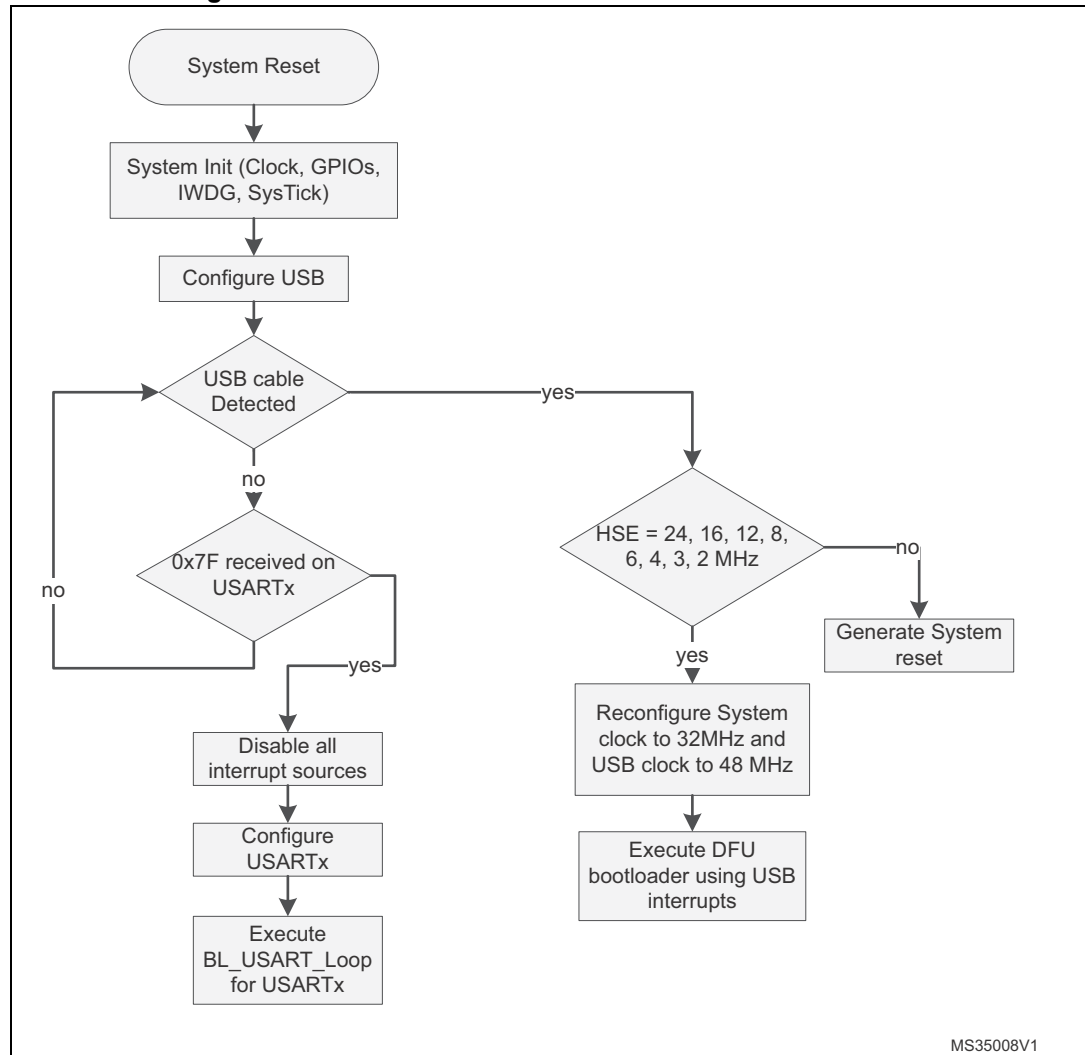 System Reset
System Init (Clock, GPIOs,
IWDG, SysTick)
Configure USB
USB cable
Detected
yes
no
0x7F received on
USARTx
no
yes
Disable all
interrupt sources
Configure
USARTx
Execute
BL_USART_Loop
for USARTx
HSE = 24, 16, 12, 8,
6, 4, 3, 2 MHz
no
Generate System
reset
yes
Reconfigure System
clock to 32MHz and
USB clock to 48 MHz
Execute DFU
bootloader using USB
interrupts
MS35008V1